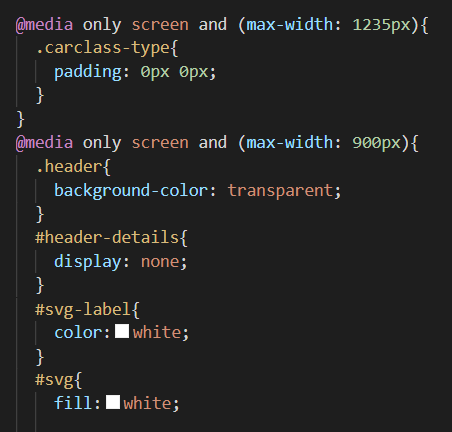 @media only screen and (max-width: 1235px){
.carclass-type{
padding: 0px 0px;
}
}
@media only screen and (max-width: 900px){
.header{
background-color: transparent;
}
#header-details{
display: none;
}
#svg-label{
color: white;
}
#svg{
fill: white;